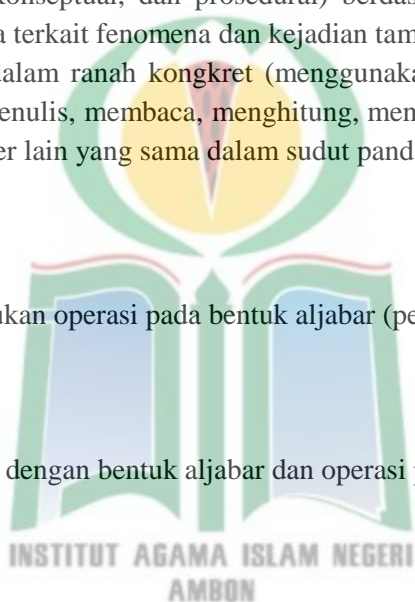 konseptual, dan prosedural) berdas
a terkait fenomena dan kejadian tam
dalam ranah kongkret (menggunaka
enulis, membaca, menghitung, men
er lain yang sama dalam sudut pand
ukan operasi pada bentuk aljabar (pe
dengan bentuk aljabar dan operasi
INSTITUT AGAMA ISLAM NEGERI
AMBON